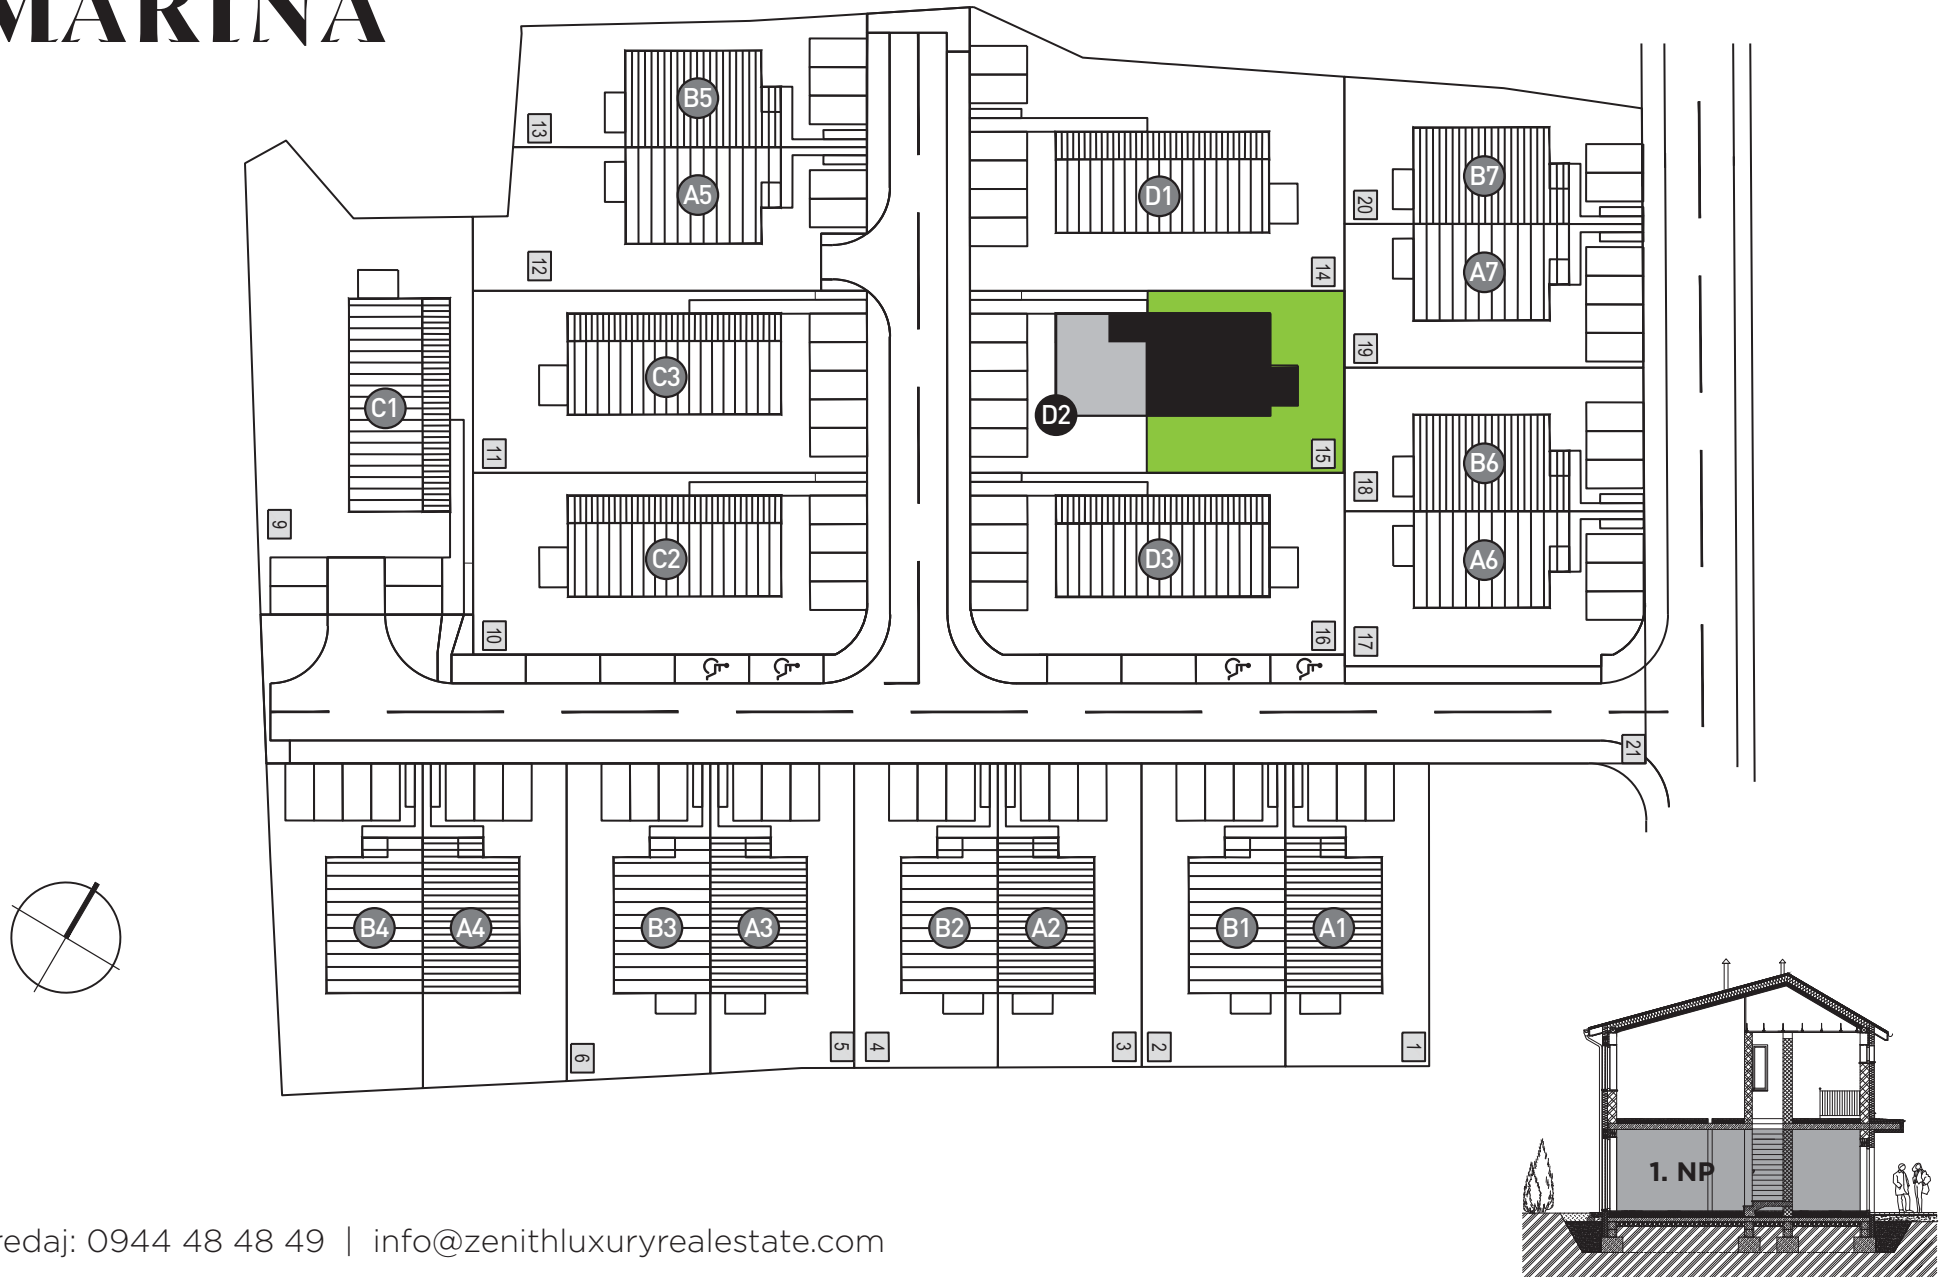 MARINA
B5
13
A5
12
D1
14
B7
20
A7
19
C1
C3
11
D2
15
B6
18
9
C2
10
D3
16
A6
17
21
B4
A4
B3
A3
B2
A2
B1
A1
6
5
4
3
2
1
1. NP
redaj: 0944 48 48 49 | info@zenithluxuryrealestate.com